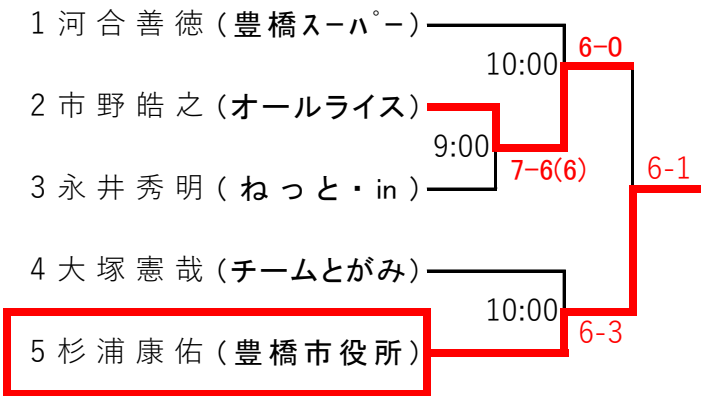 1 河合善徳 (豊橋ｽｰﾊﾟｰ)
6-0
10:00
2 市野皓之 (オールライス)
9:00
7-6(6)
6-1
3 永井秀明 (ねっと・in)
4 大塚憲哉 (チームとがみ)
10:00
6-3
5 杉浦康佑 (豊橋市役所)